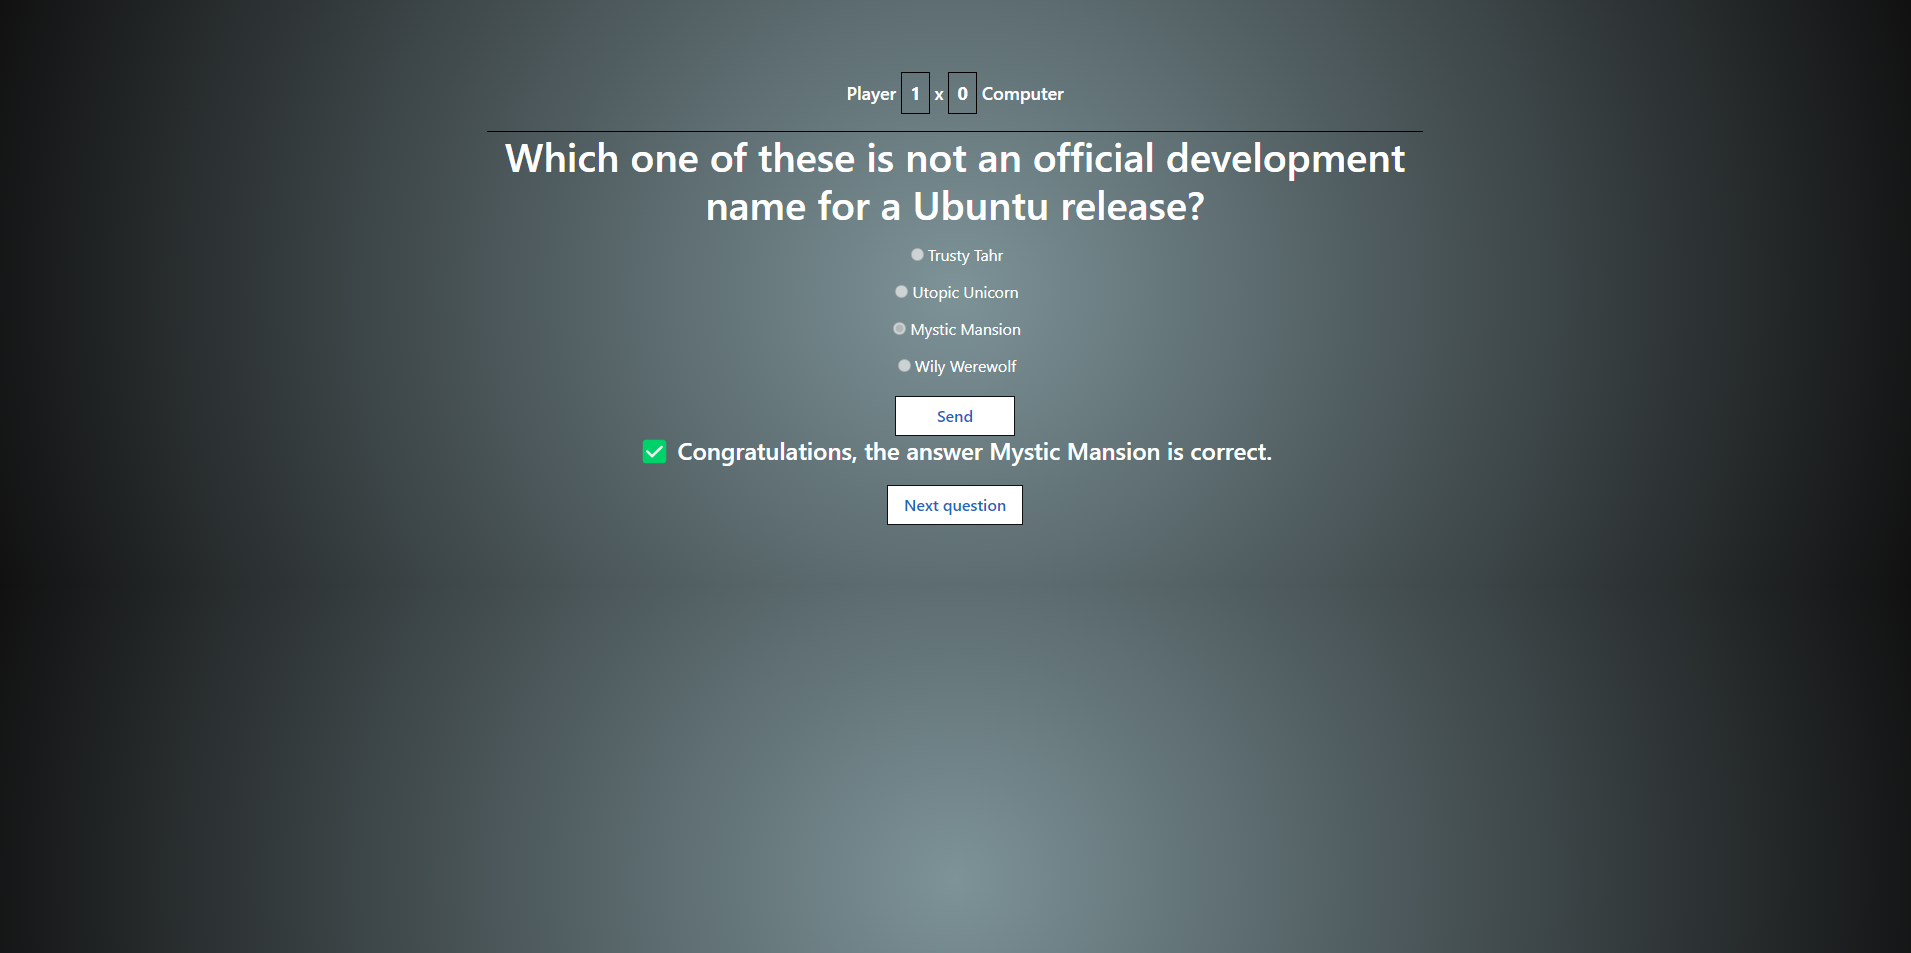 Player 1 x 0 Computer
Which one of these is not an official development
name for a Ubuntu release?
Trusty Tahr
Utopic Unicorn
Mystic Mansion
Wily Werewolf
Send
Congratulations, the answer Mystic Mansion is correct.
Next question